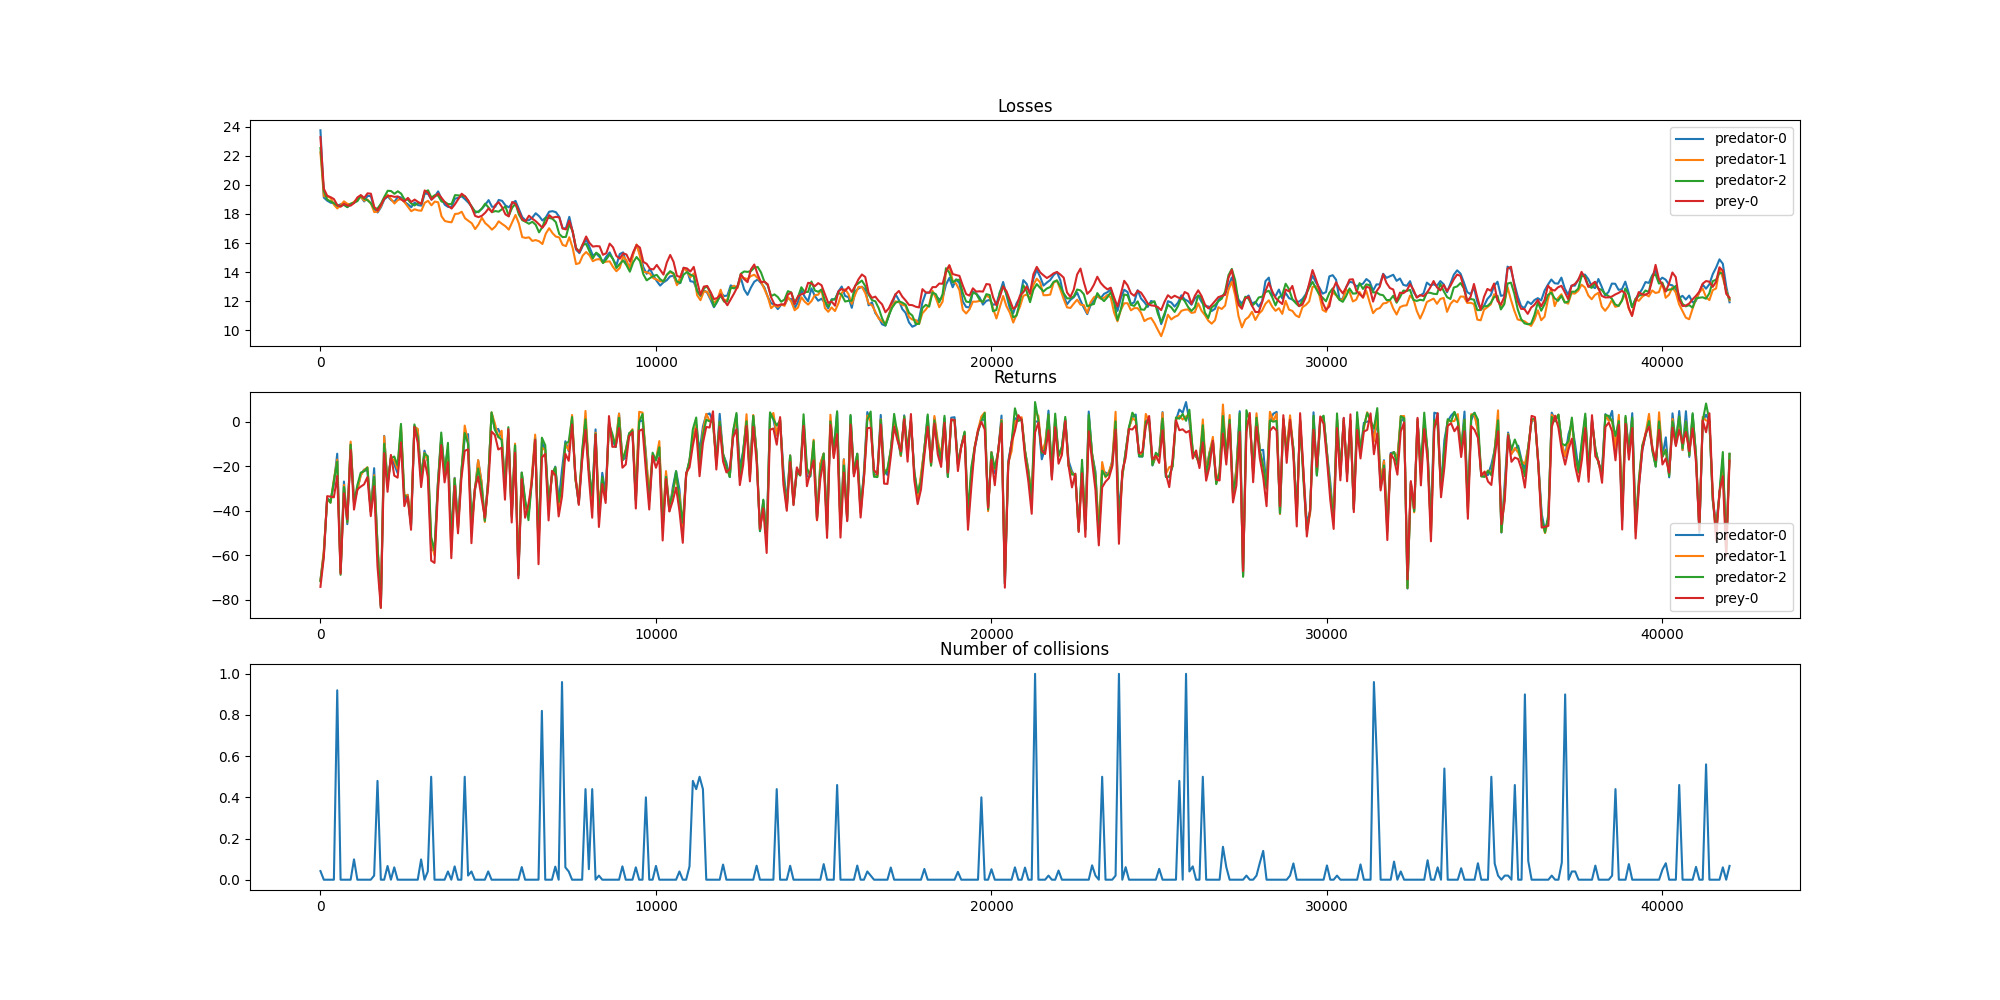 Losses
24
22
20
18
16
14
12
10
predator-0
predator-1
predator-2
prey-0
0 10000 20000 30000 40000
Returns
0
−20
−40
−60
−80
predator-0
predator-1
predator-2
prey-0
0 10000 20000 30000 40000
Number of collisions
1.0
0.8
0.6
0.4
0.2
0.0
0 10000 20000 30000 40000